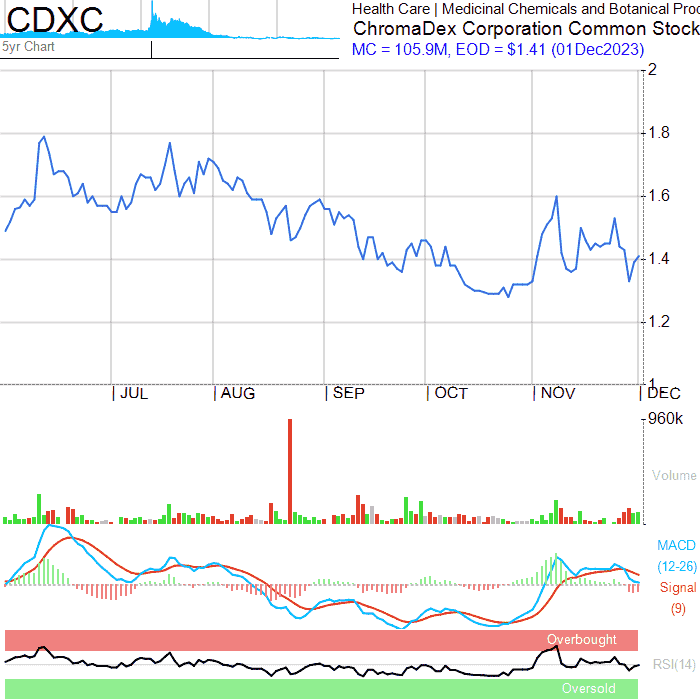 CDXC
5yr Chart
Health Care | Medicinal Chemicals and Botanical Proc
ChromaDex Corporation Common Stock
MC = 105.9M, EOD = $1.41 (01Dec2023)
2
1.8
1.6
1.4
1.2
1
JUL
AUG
SEP
OCT
NOV
DEC
960k
Volume
MACD
(12-26)
Signal
(9)
Overbought
RSI(14)
Oversold